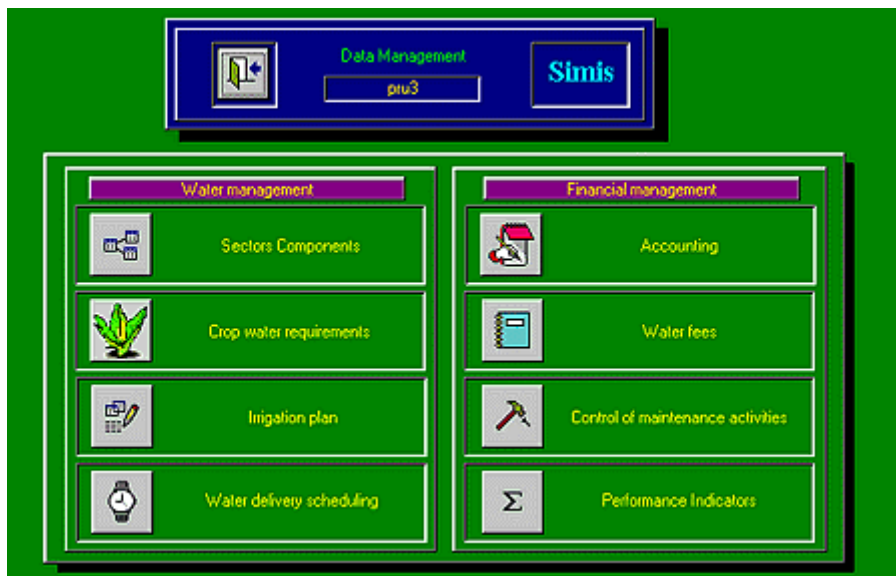 Data Management
pru3
Simis
Water management
Sectors Components
Crop water requirements
Irrigation plan
Water delivery scheduling
Financial management
Accounting
Water fees
Control of maintenance activities
Σ
Performance Indicators